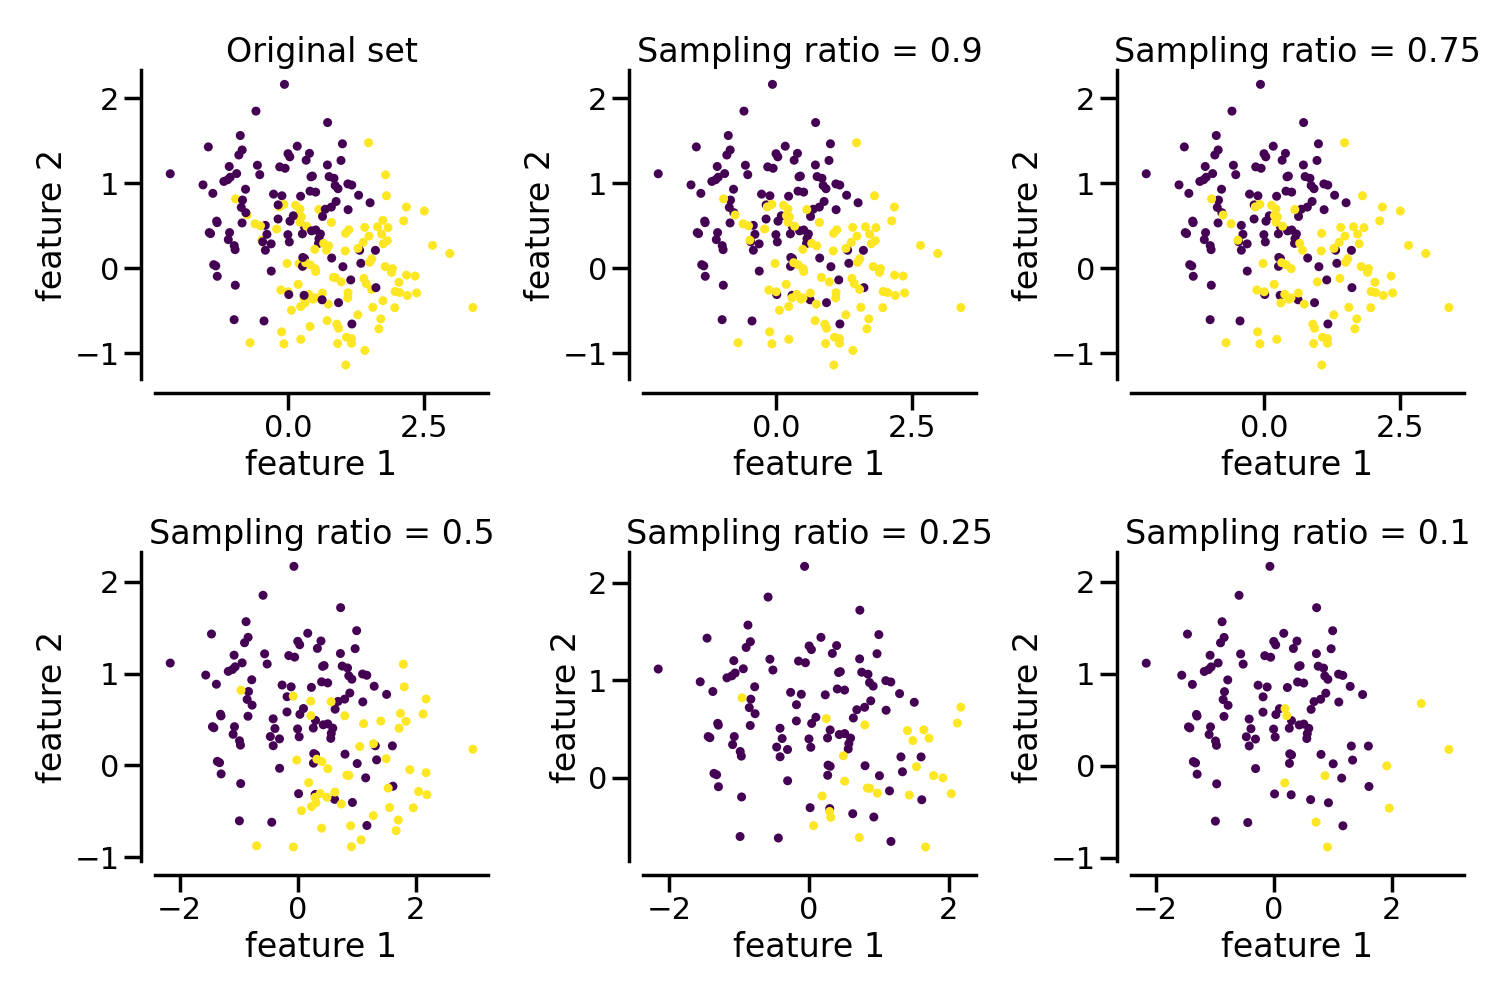 Original set
Sampling ratio = 0.9
Sampling ratio = 0.75
feature 2
2
1
0
−1
0.0
2.5
feature 1
feature 2
2
1
0
−1
0.0
2.5
feature 1
feature 2
2
1
0
−1
0.0
2.5
feature 1
Sampling ratio = 0.5
Sampling ratio = 0.25
Sampling ratio = 0.1
feature 2
2
1
0
−1
−2
0
2
feature 1
feature 2
2
1
0
−2
0
2
feature 1
feature 2
2
1
0
−1
−2
0
2
feature 1